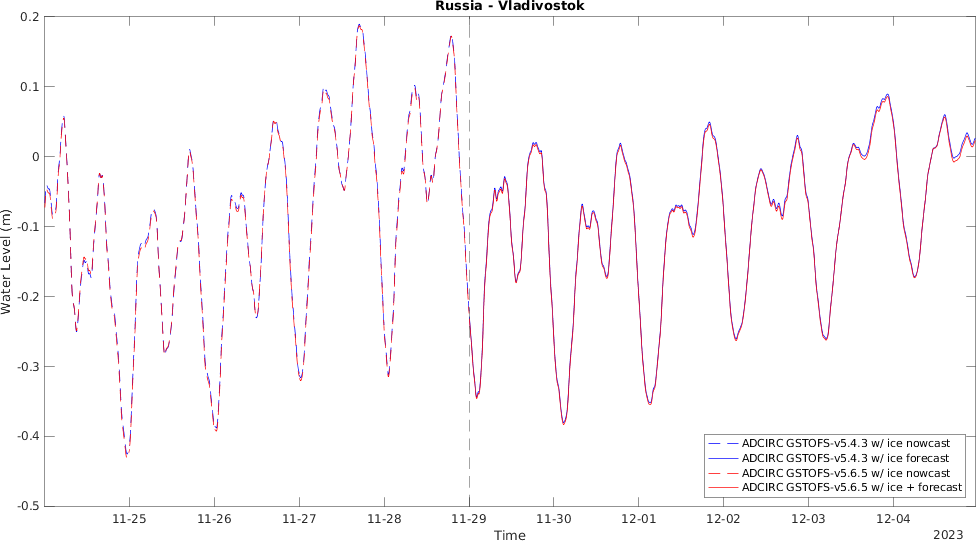 Russia - Vladivostok
Water Level (m)
0.2
0.1
0
-0.1
-0.2
-0.3
-0.4
-0.5
ADCIRC GSTOFS-v5.4.3 w/ ice nowcast
ADCIRC GSTOFS-v5.4.3 w/ ice forecast
ADCIRC GSTOFS-v5.6.5 w/ ice nowcast
ADCIRC GSTOFS-v5.6.5 w/ ice + forecast
11-25 11-26 11-27 11-28 11-29 11-30 12-01 12-02 12-03 12-04
Time
2023